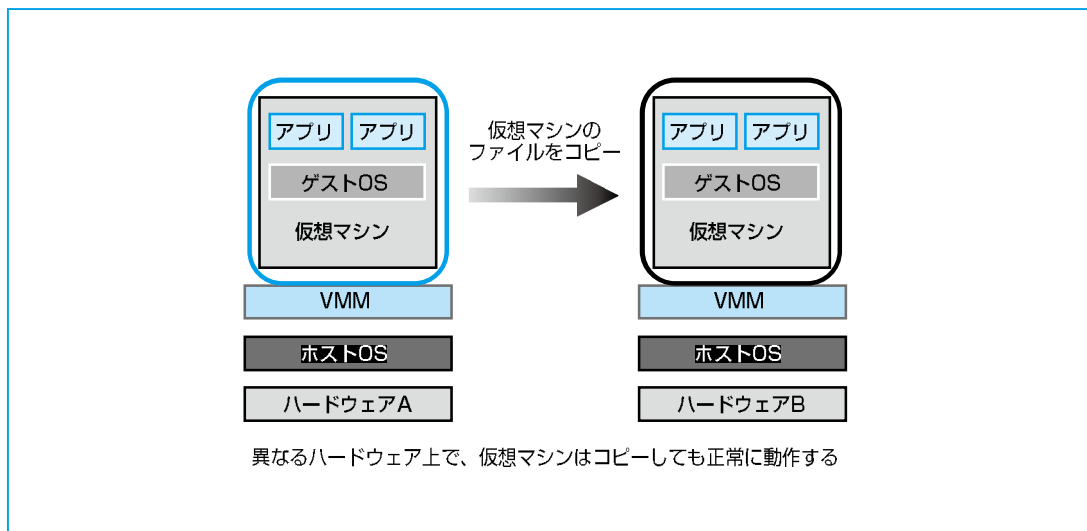 アプリ アプリ
ゲストOS
仮想マシン
VMM
ホストOS
ハードウェアA
仮想マシンの
ファイルをコピー
アプリ アプリ
ゲストOS
仮想マシン
VMM
ホストOS
ハードウェアB
異なるハードウェア上で、仮想マシンはコピーしても正常に動作する